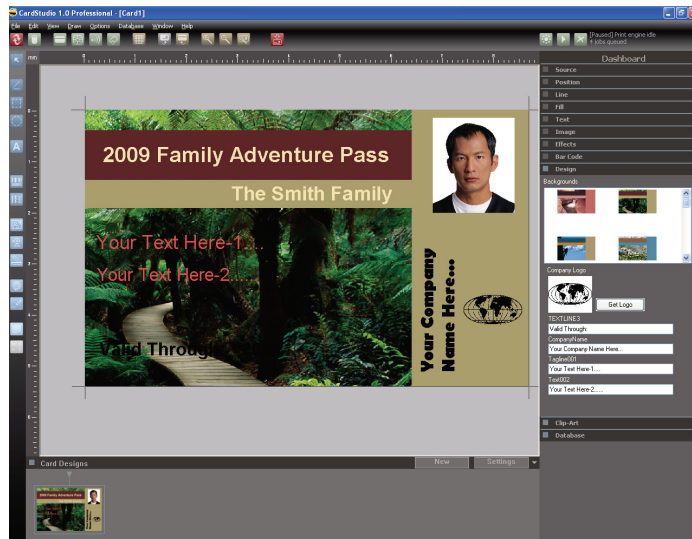 CardStudio 1.0 Professional - [Card1]
File Edit View Draw Options Database Window Help
[Paused] Print engine idle
4 jobs queued
mm
Dashboard
Source
Position
Line
Fill
Text
Image
Effects
Bar Code
Design
Backgrounds
Company Logo
Get Logo
TEXTLINE3
Valid Through:
CompanyName
Your Company Name Here...
Tagline001
Your Text Here-1....
Text002
Your Text Here-2......
Clip-Art
Database
2009 Family Adventure Pass
The Smith Family
Your Text Here-1....
Your Text Here-2......
Valid Through:
Your Company
Name Here...
Card Designs
New
Settings
2009 Family Adventure Pass